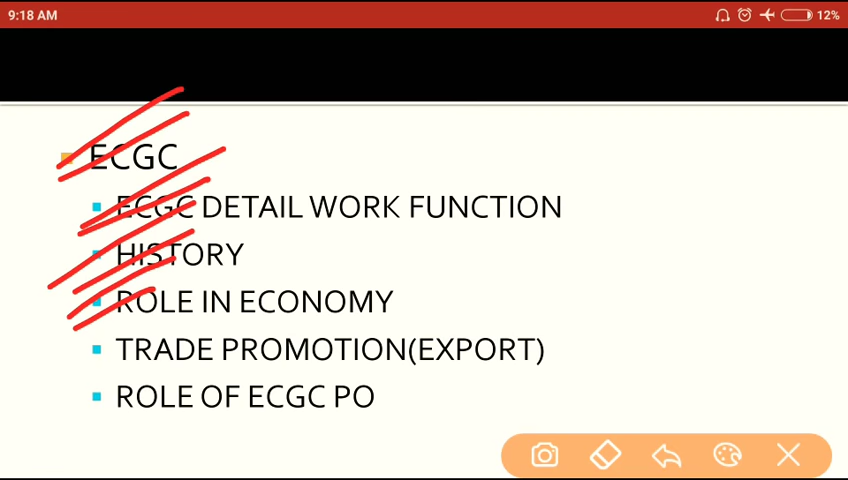 9:18 AM
12%
ECGC
ECGC DETAIL WORK FUNCTION
HISTORY
ROLE IN ECONOMY
TRADE PROMOTION(EXPORT)
ROLE OF ECGC PO